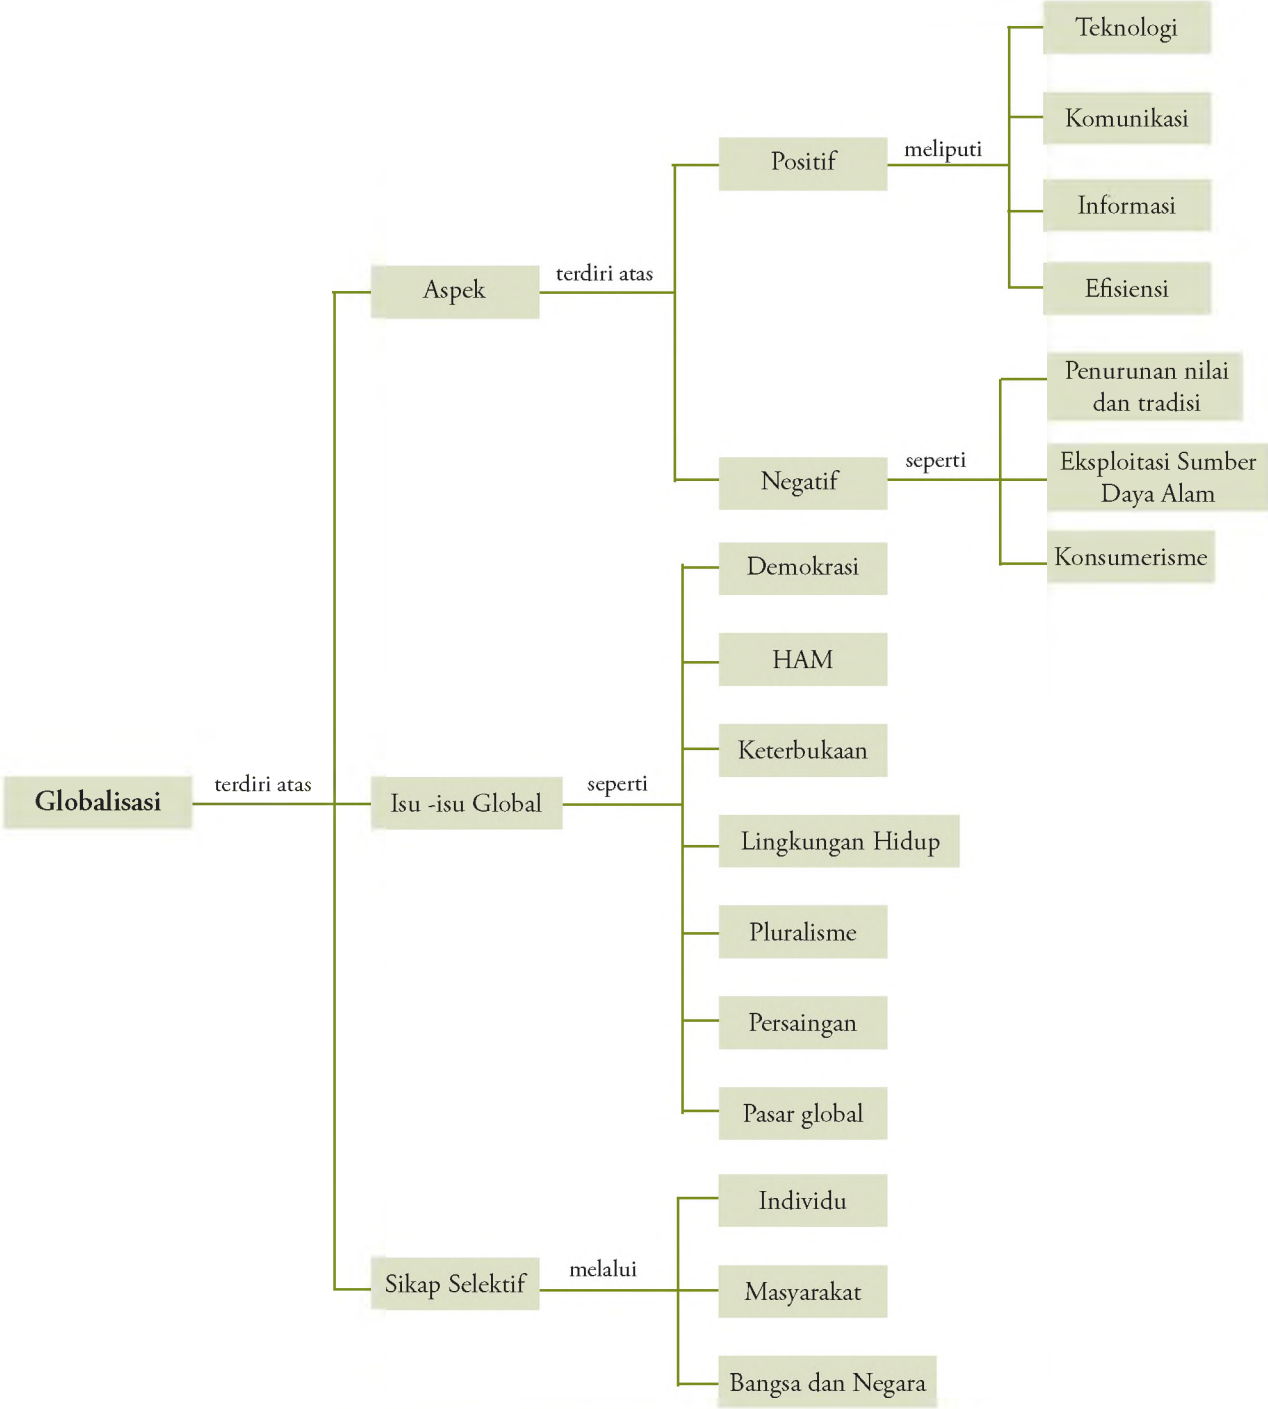 Globalisasi
terdiri atas
Aspek
terdiri atas
Positif
meliputi
Teknologi
Komunikasi
Informasi
Efisiensi
Negatif
seperti
Penurunan nilai
dan tradisi
Eksploitasi Sumber
Daya Alam
Konsumerisme
Isu -isu Global
seperti
Demokrasi
HAM
Keterbukaan
Lingkungan Hidup
Pluralisme
Persaingan
Pasar global
Sikap Selektif
melalui
Individu
Masyarakat
Bangsa dan Negara